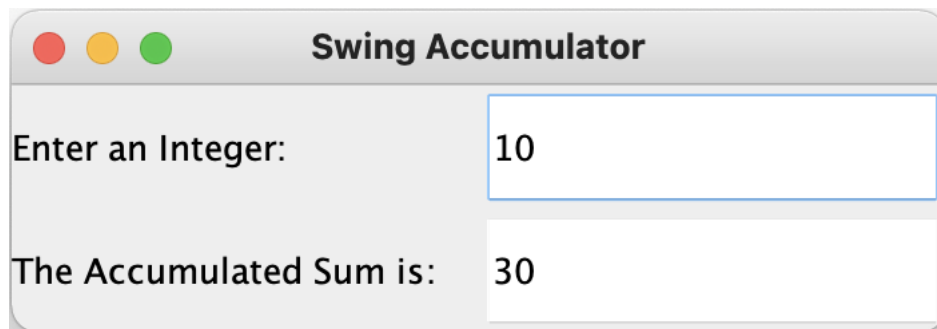 Swing Accumulator
Enter an Integer: 10
The Accumulated Sum is: 30